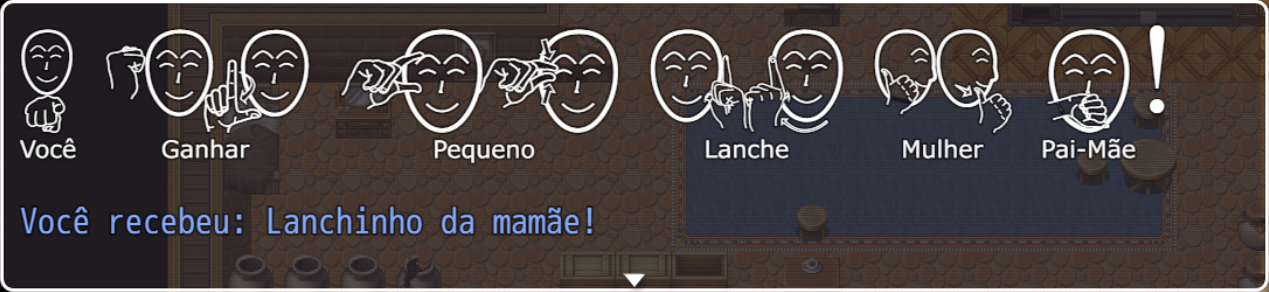 Você Ganhar Pequeno Lanche Mulher Pai-Mãe !
Você recebeu: Lanchinho da mamãe!